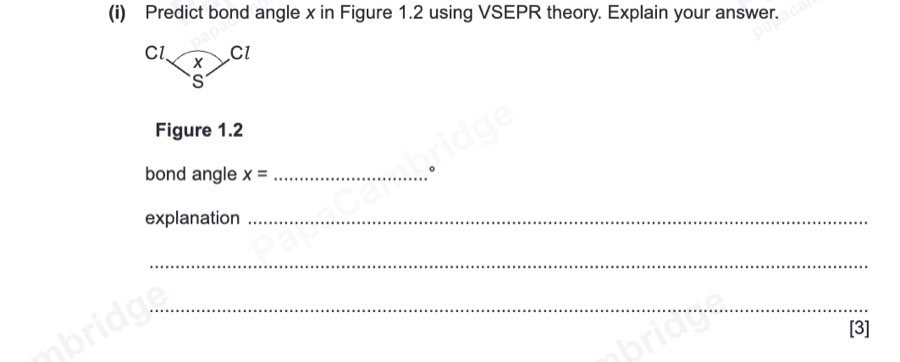 (i) Predict bond angle x in Figure 1.2 using VSEPR theory. Explain your answer.
Cl x Cl
S
Figure 1.2
bond angle x = ..............................°
explanation ....................................................................................................................
PapaCambridge
....................................................................................................................................
....................................................................................................................................
[3]